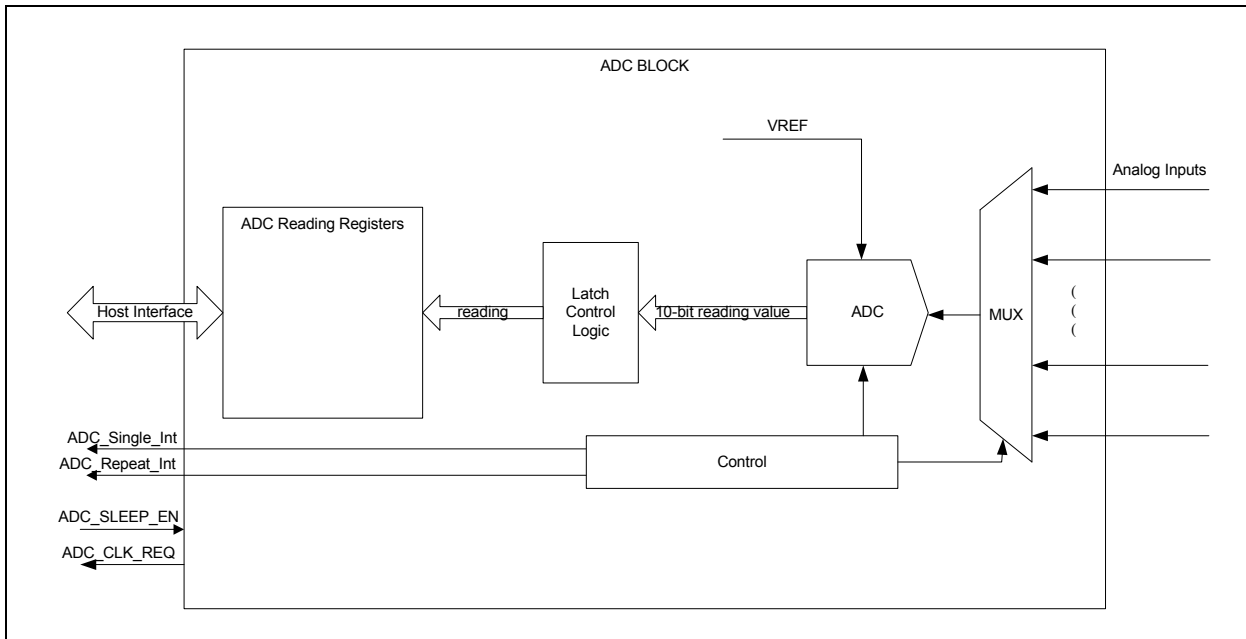 ADC BLOCK
VREF
Analog Inputs
ADC Reading Registers
Latch
Control
Logic
Host Interface
reading
10-bit reading value
ADC
MUX
(
(
(
ADC_Single_Int
ADC_Repeat_Int
Control
ADC_SLEEP_EN
ADC_CLK_REQ